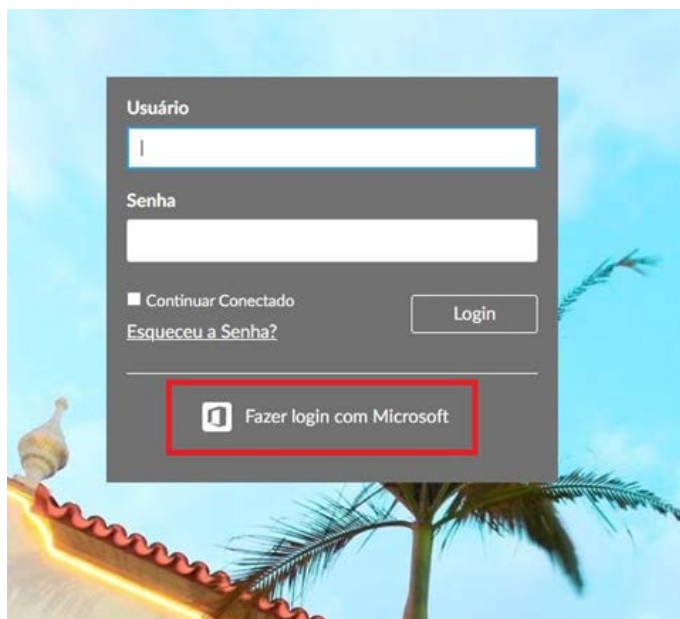 Usuário
Senha
Continuar Conectado
Login
Esqueceu a Senha?
Fazer login com Microsoft